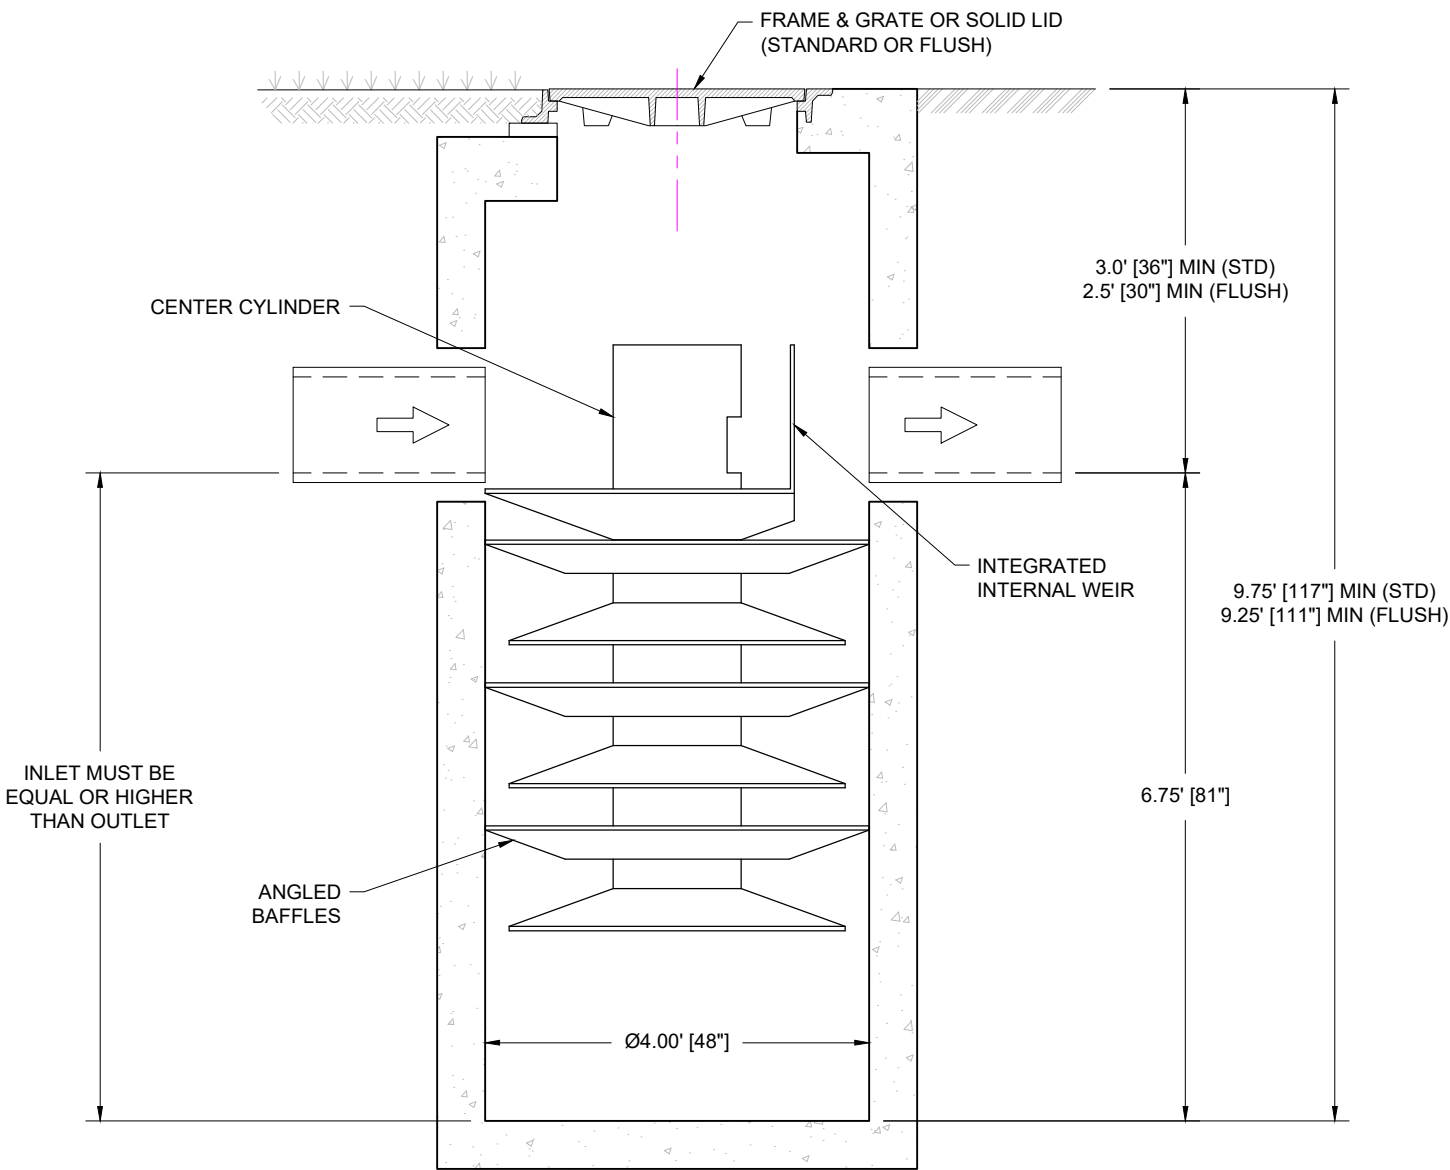 FRAME & GRATE OR SOLID LID
(STANDARD OR FLUSH)
3.0' [36"] MIN (STD)
2.5' [30"] MIN (FLUSH)
CENTER CYLINDER
INTEGRATED
INTERNAL WEIR
9.75' [117"] MIN (STD)
9.25' [111"] MIN (FLUSH)
INLET MUST BE
EQUAL OR HIGHER
THAN OUTLET
6.75' [81"]
ANGLED
BAFFLES
Ø4.00' [48"]